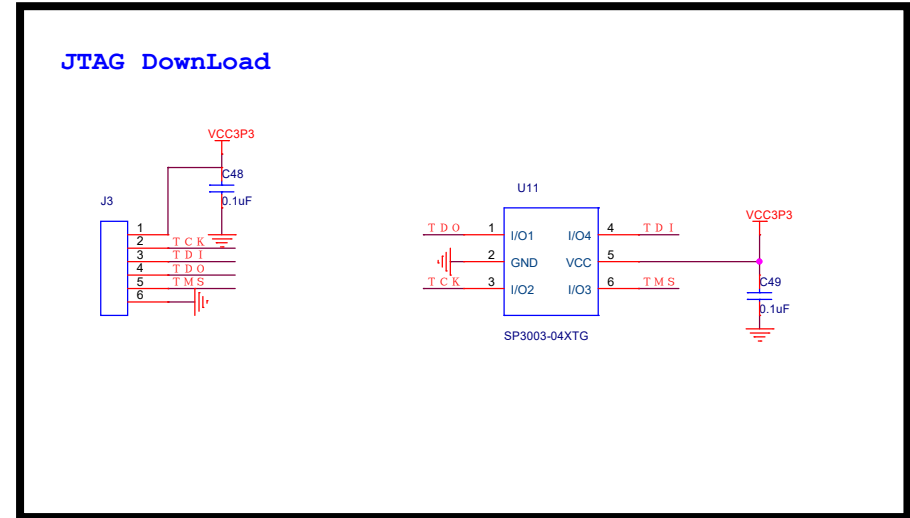 JTAG DownLoad
VCC3P3
C48
0.1uF
J3
1
2 TCK
3 TDI
4 TDO
5 TMS
6
U11
TDO 1 I/O1 I/O4 4 TDI
2 GND VCC 5
TCK 3 I/O2 I/O3 6 TMS
SP3003-04XTG
VCC3P3
C49
0.1uF